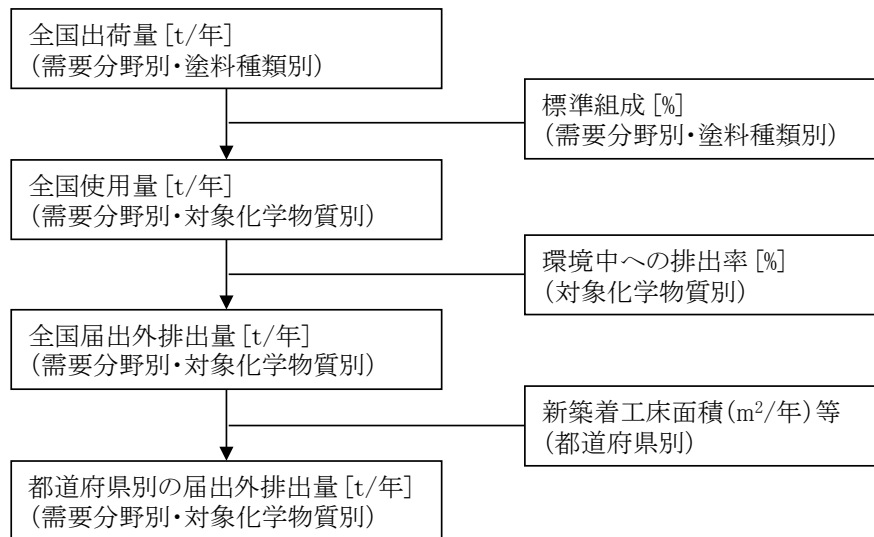 全国出荷量[t/年]
(需要分野別・塗料種類別)
標準組成[%]
(需要分野別・塗料種類別)
全国使用量[t/年]
(需要分野別・対象化学物質別)
環境中への排出率[%]
(対象化学物質別)
全国届出外排出量[t/年]
(需要分野別・対象化学物質別)
新築着工床面積(m²/年)等
(都道府県別)
都道府県別の届出外排出量[t/年]
(需要分野別・対象化学物質別)